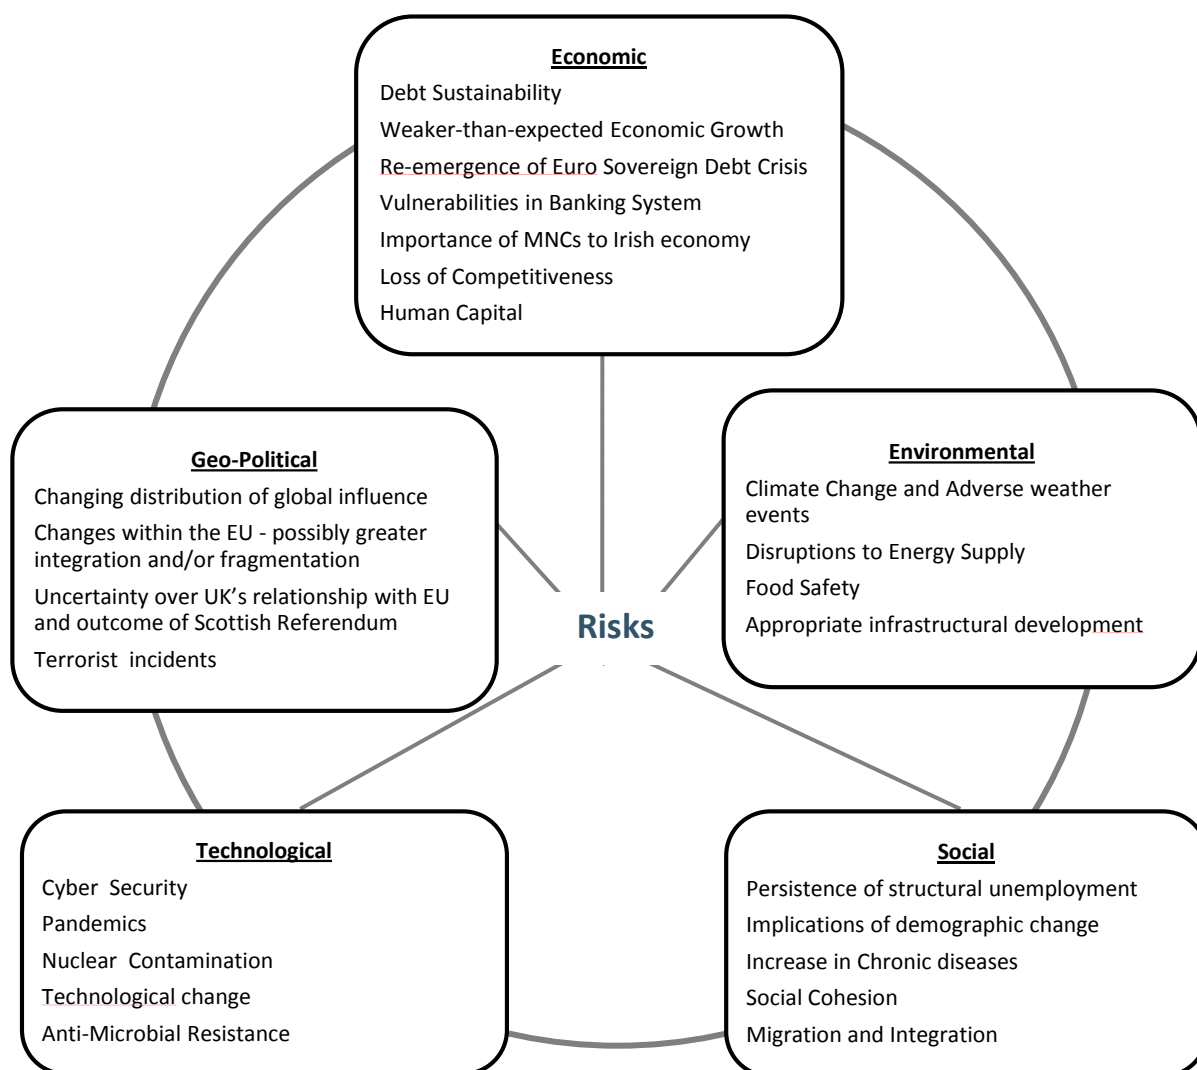 Economic
Debt Sustainability
Weaker-than-expected Economic Growth
Re-emergence of Euro Sovereign Debt Crisis
Vulnerabilities in Banking System
Importance of MNCs to Irish economy
Loss of Competitiveness
Human Capital
Geo-Political
Changing distribution of global influence
Changes within the EU - possibly greater
integration and/or fragmentation
Uncertainty over UK’s relationship with EU
and outcome of Scottish Referendum
Terrorist  incidents
Environmental
Climate Change and Adverse weather
events
Disruptions to Energy Supply
Food Safety
Appropriate infrastructural development
Risks
Technological
Cyber  Security
Pandemics
Nuclear  Contamination
Technological change
Anti-Microbial Resistance
Social
Persistence of structural unemployment
Implications of demographic change
Increase in Chronic diseases
Social Cohesion
Migration and Integration